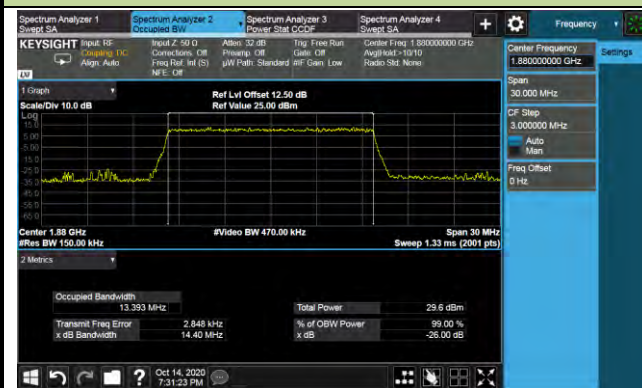 Spectrum Analyzer 1
Swept SA
Spectrum Analyzer 2
Occupied BW
Spectrum Analyzer 3
Power Stat CCDF
Spectrum Analyzer 4
Swept SA
+
Frequency
KEYSIGHT
Input: RF
Coupling: DC
Align: Auto
Input Z: 50 Ω
Corrections: Off
Freq Ref: Int (S)
NFE: Off
Atten: 32 dB
Preamp: Off
µW Path: Standard
Trig: Free Run
Gate: Off
#IF Gain: Low
Center Freq: 1.880000000 GHz
Avg|Hold:>10/10
Radio Std: None
Center Frequency
1.880000000 GHz
Settings
Span
30.000 MHz
CF Step
3.000000 MHz
Auto
Man
Freq Offset
0 Hz
1 Graph
Scale/Div 10.0 dB
Ref Lvl Offset 12.50 dB
Ref Value 25.00 dBm
Log
15.0
5.00
-5.00
-15.0
-25.0
-35.0
-45.0
-55.0
-65.0
Center 1.88 GHz
#Res BW 150.00 kHz
#Video BW 470.00 kHz
Span 30 MHz
Sweep 1.33 ms (2001 pts)
2 Metrics
Occupied Bandwidth
13.393 MHz
Total Power 29.6 dBm
Transmit Freq Error 2.848 kHz
% of OBW Power 99.00 %
x dB Bandwidth 14.40 MHz
x dB -26.00 dB
?
Oct 14, 2020
7:31:23 PM